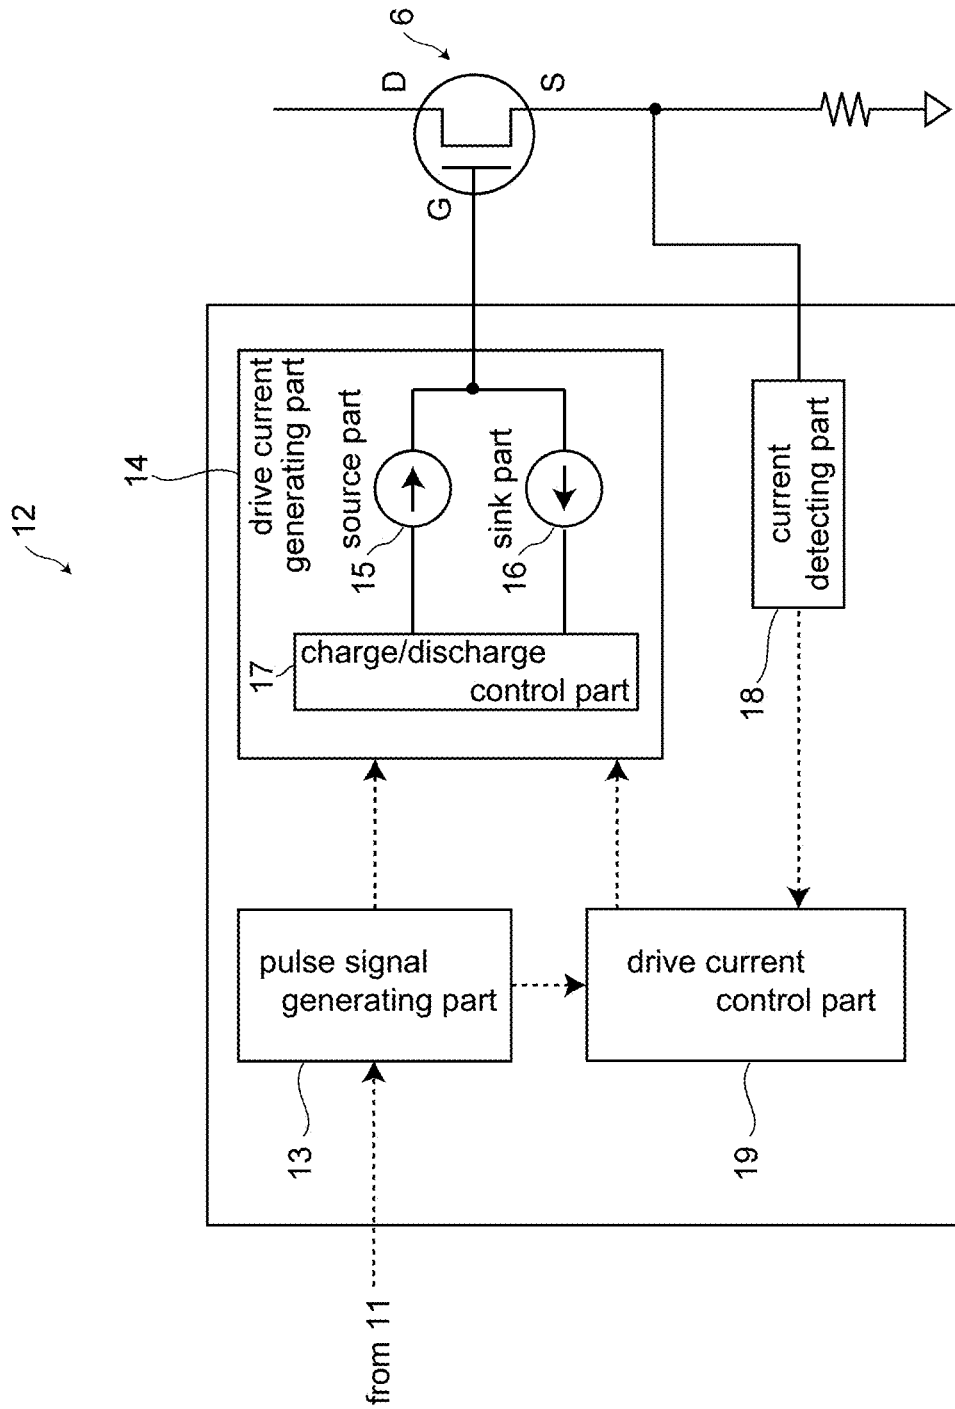 12
14
drive current
generating part
source part
15
sink part
16
17
charge/discharge
control part
6
D
G
S
current
detecting part
18
pulse signal
generating part
13
drive current
control part
19
from 11